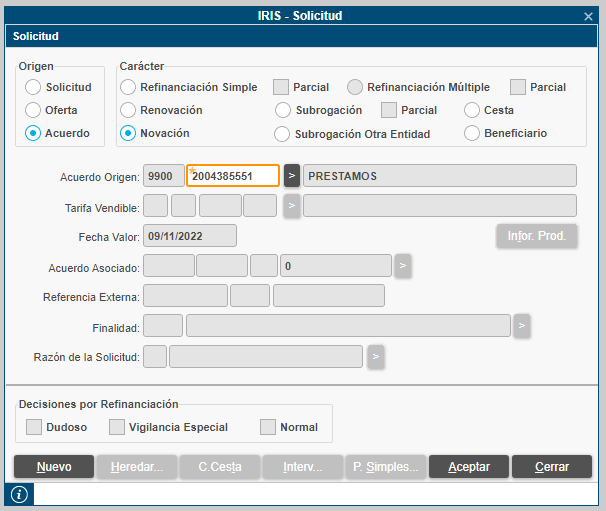 IRIS - Solicitud
Solicitud
Origen
Carácter
Solicitud
Refinanciación Simple
Parcial
Refinanciación Múltiple
Parcial
Oferta
Renovación
Subrogación
Parcial
Cesta
Acuerdo
Novación
Subrogación Otra Entidad
Beneficiario
Acuerdo Origen: 9900 2004385551 > PRESTAMOS
Tarifa Vendible: >
Fecha Valor: 09/11/2022 Infor. Prod.
Acuerdo Asociado: 0 >
Referencia Externa:
Finalidad: >
Razón de la Solicitud: >
Decisiones por Refinanciación
Dudoso Vigilancia Especial Normal
Nuevo Heredar... C.Cesta Interv... P. Simples... Aceptar Cerrar